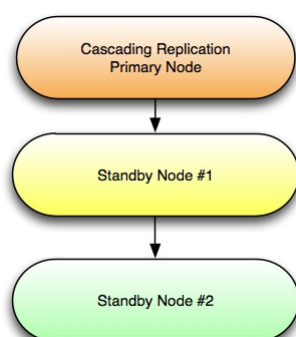 Cascading Replication
Primary Node
Standby Node #1
Standby Node #2